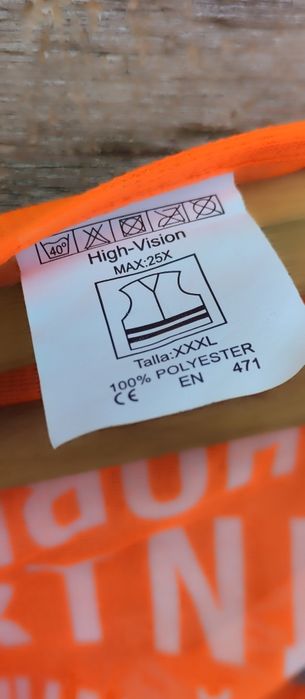 40°
High-Vision
MAX:25X
Talla:XXXL
100% POLYESTER
CE EN 471